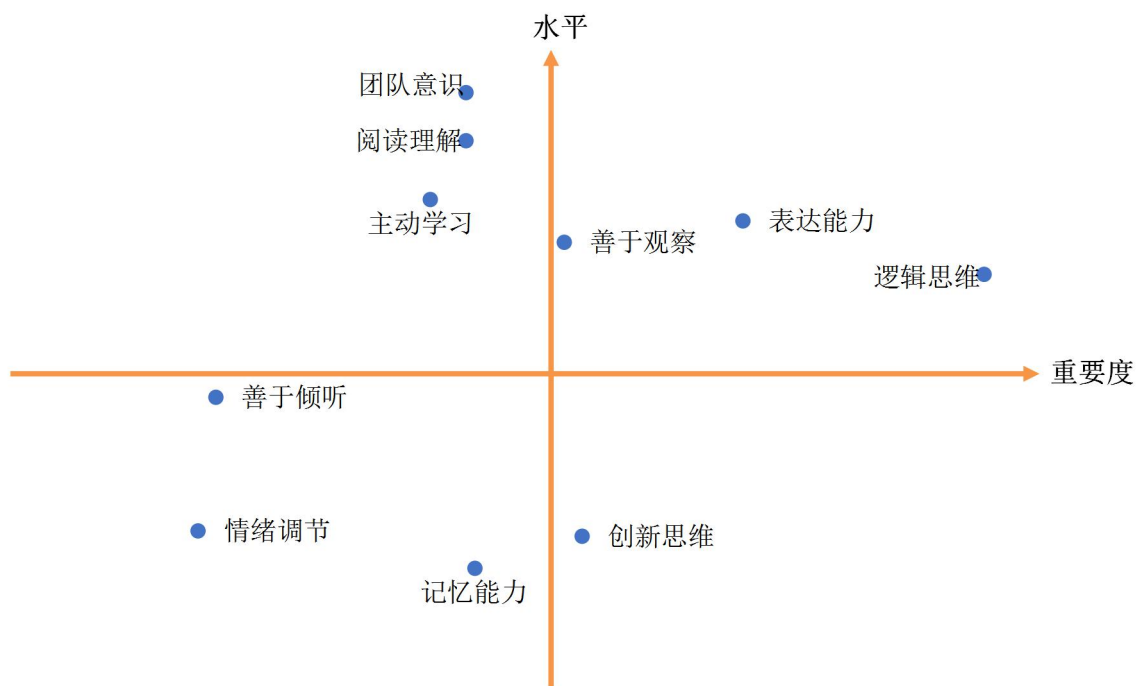 水平
团队意识
阅读理解
主动学习
善于观察
表达能力
逻辑思维
重要度
善于倾听
情绪调节
创新思维
记忆能力